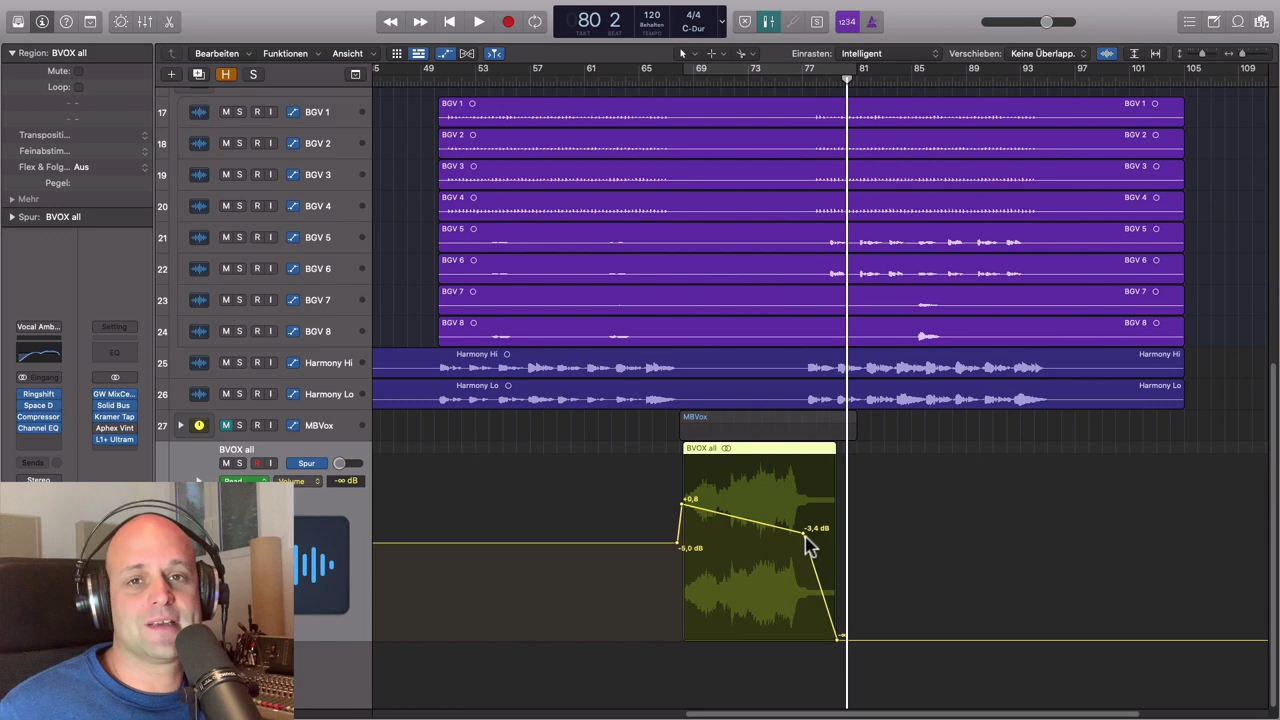 80 2
TAKT BEAT
120
Behalten
TEMPO
4/4
C-Dur
S
1234
Region: BVOX all
Mute:
Loop:
- -
- -
Transpositi...
Feinabstim...
Flex & Folg... Aus
Pegel:
Mehr
Spur: BVOX all
Bearbeiten Funktionen Ansicht
Einrasten: Intelligent
Verschieben: Keine Überlapp.
H S
49 53 57 61 65 69 73 77 81 85 89 93 97 101 105 109
17 M S R I BGV 1
BGV 1 BGV 1
18 M S R I BGV 2
BGV 2 BGV 2
19 M S R I BGV 3
BGV 3 BGV 3
20 M S R I BGV 4
BGV 4 BGV 4
21 M S R I BGV 5
BGV 5 BGV 5
22 M S R I BGV 6
BGV 6 BGV 6
23 M S R I BGV 7
BGV 7 BGV 7
24 M S R I BGV 8
BGV 8 BGV 8
25 M S R I Harmony Hi
Harmony Hi Harmony Hi
26 M S R I Harmony Lo
Harmony Lo Harmony Lo
27 M S R I MBVox
MBVox
BVOX all
M S R I Spur
Read Volume -∞ dB
BVOX all
+0,8
-5,0 dB
-3,4 dB
Vocal Amb... Setting
EQ
Eingang
Ringshift GW MixCe...
Space D Solid Bus
Compressor Kramer Tap
Channel EQ Aphex Vint
L1+ Ultram
Sends
Stereo